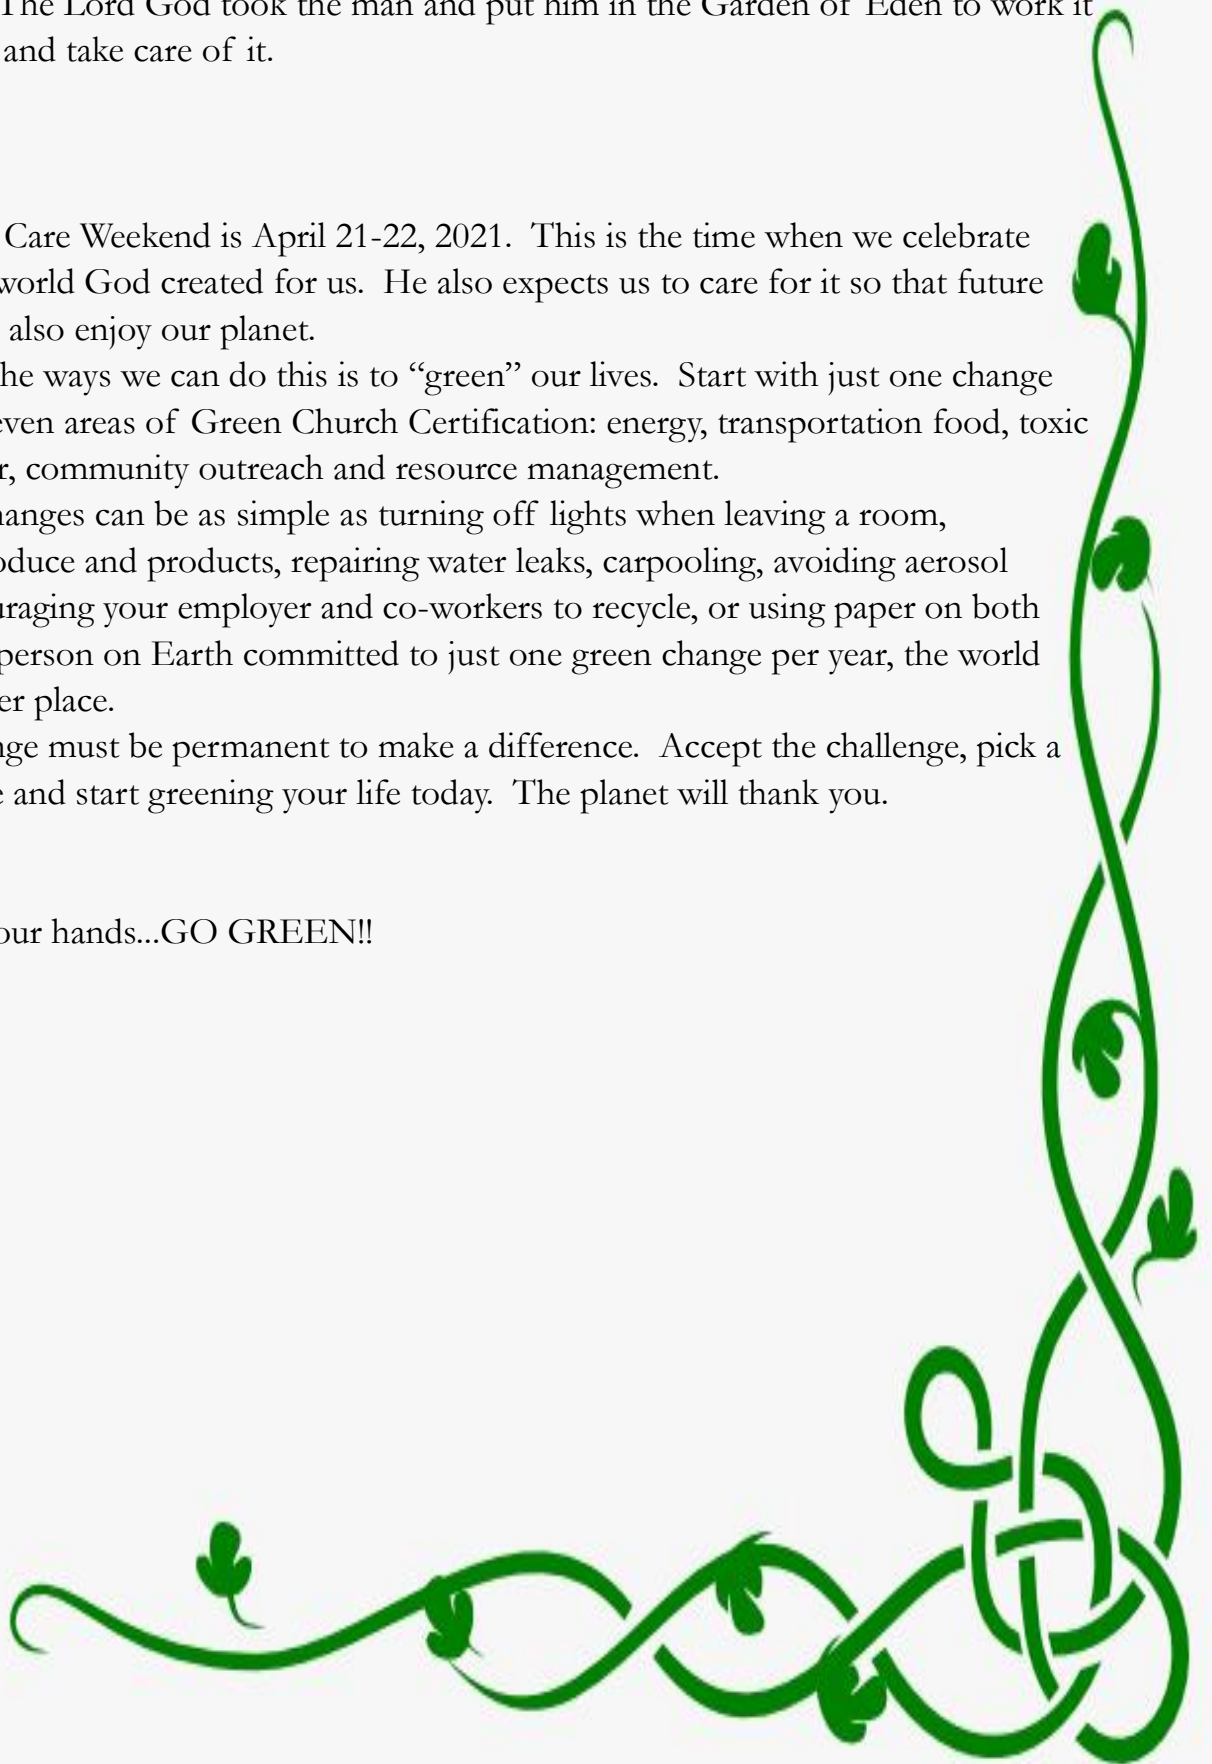 The Lord God took the man and put him in the Garden of Eden to work it
and take care of it.
Care Weekend is April 21-22, 2021. This is the time when we celebrate
world God created for us. He also expects us to care for it so that future
also enjoy our planet.
he ways we can do this is to “green” our lives. Start with just one change
even areas of Green Church Certification: energy, transportation food, toxic
r, community outreach and resource management.
hanges can be as simple as turning off lights when leaving a room,
oduce and products, repairing water leaks, carpooling, avoiding aerosol
uraging your employer and co-workers to recycle, or using paper on both
person on Earth committed to just one green change per year, the world
er place.
nge must be permanent to make a difference. Accept the challenge, pick a
e and start greening your life today. The planet will thank you.
our hands...GO GREEN!!